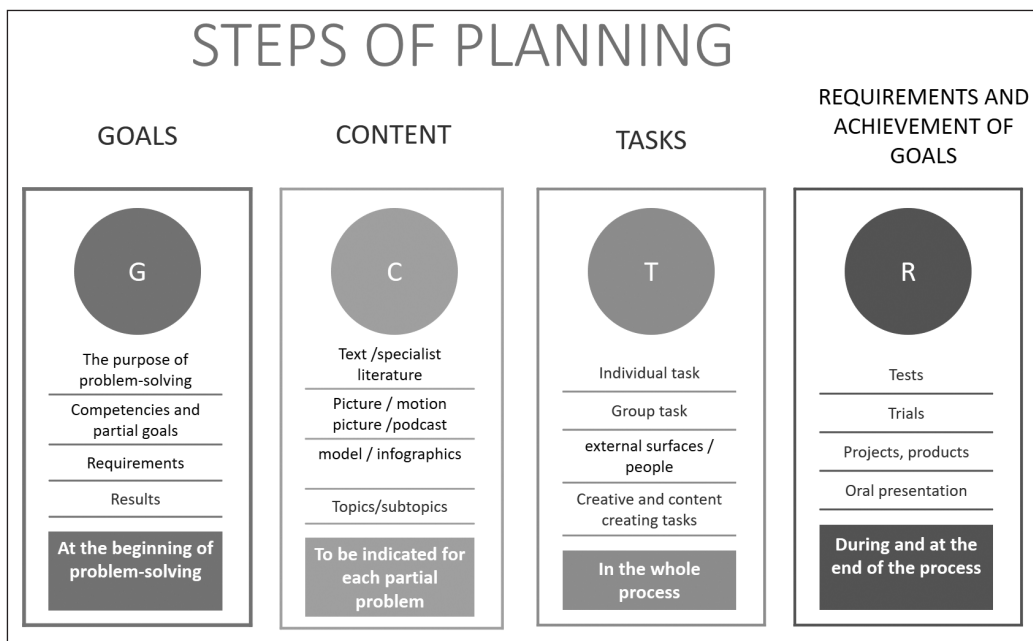 STEPS OF PLANNING
GOALS
G
The purpose of
problem-solving
Competencies and
partial goals
Requirements
Results
At the beginning of
problem-solving
CONTENT
C
Text /specialist
literature
Picture / motion
picture /podcast
model / infographics
Topics/subtopics
To be indicated for
each partial
problem
TASKS
T
Individual task
Group task
external surfaces /
people
Creative and content
creating tasks
In the whole
process
REQUIREMENTS AND
ACHIEVEMENT OF
GOALS
R
Tests
Trials
Projects, products
Oral presentation
During and at the
end of the process